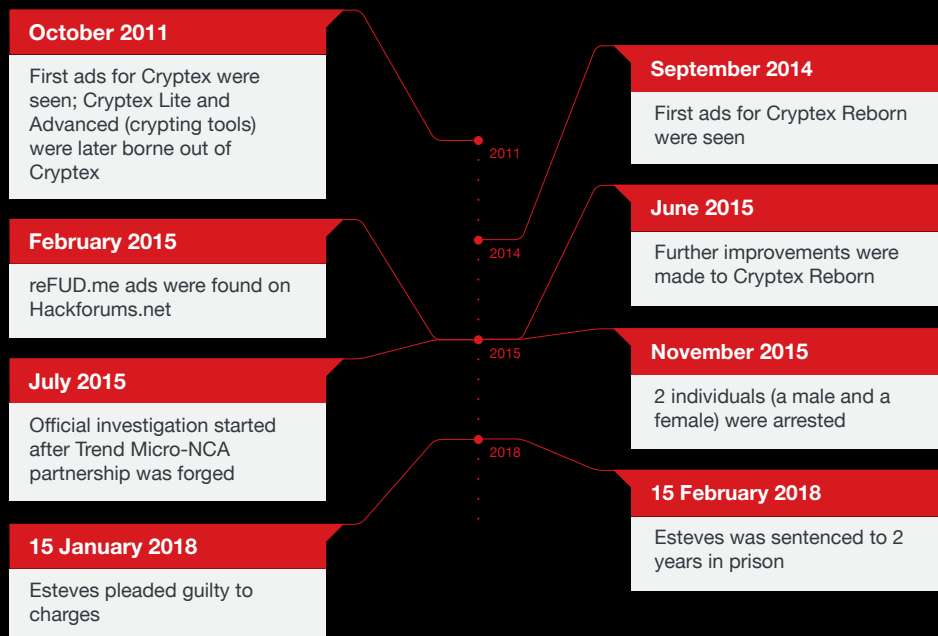 October 2011
First ads for Cryptex were
seen; Cryptex Lite and
Advanced (crypting tools)
were later borne out of
Cryptex
September 2014
First ads for Cryptex Reborn
were seen
February 2015
reFUD.me ads were found on
Hackforums.net
June 2015
Further improvements were
made to Cryptex Reborn
July 2015
Official investigation started
after Trend Micro-NCA
partnership was forged
November 2015
2 individuals (a male and a
female) were arrested
15 January 2018
Esteves pleaded guilty to
charges
15 February 2018
Esteves was sentenced to 2
years in prison
2011
2014
2015
2018